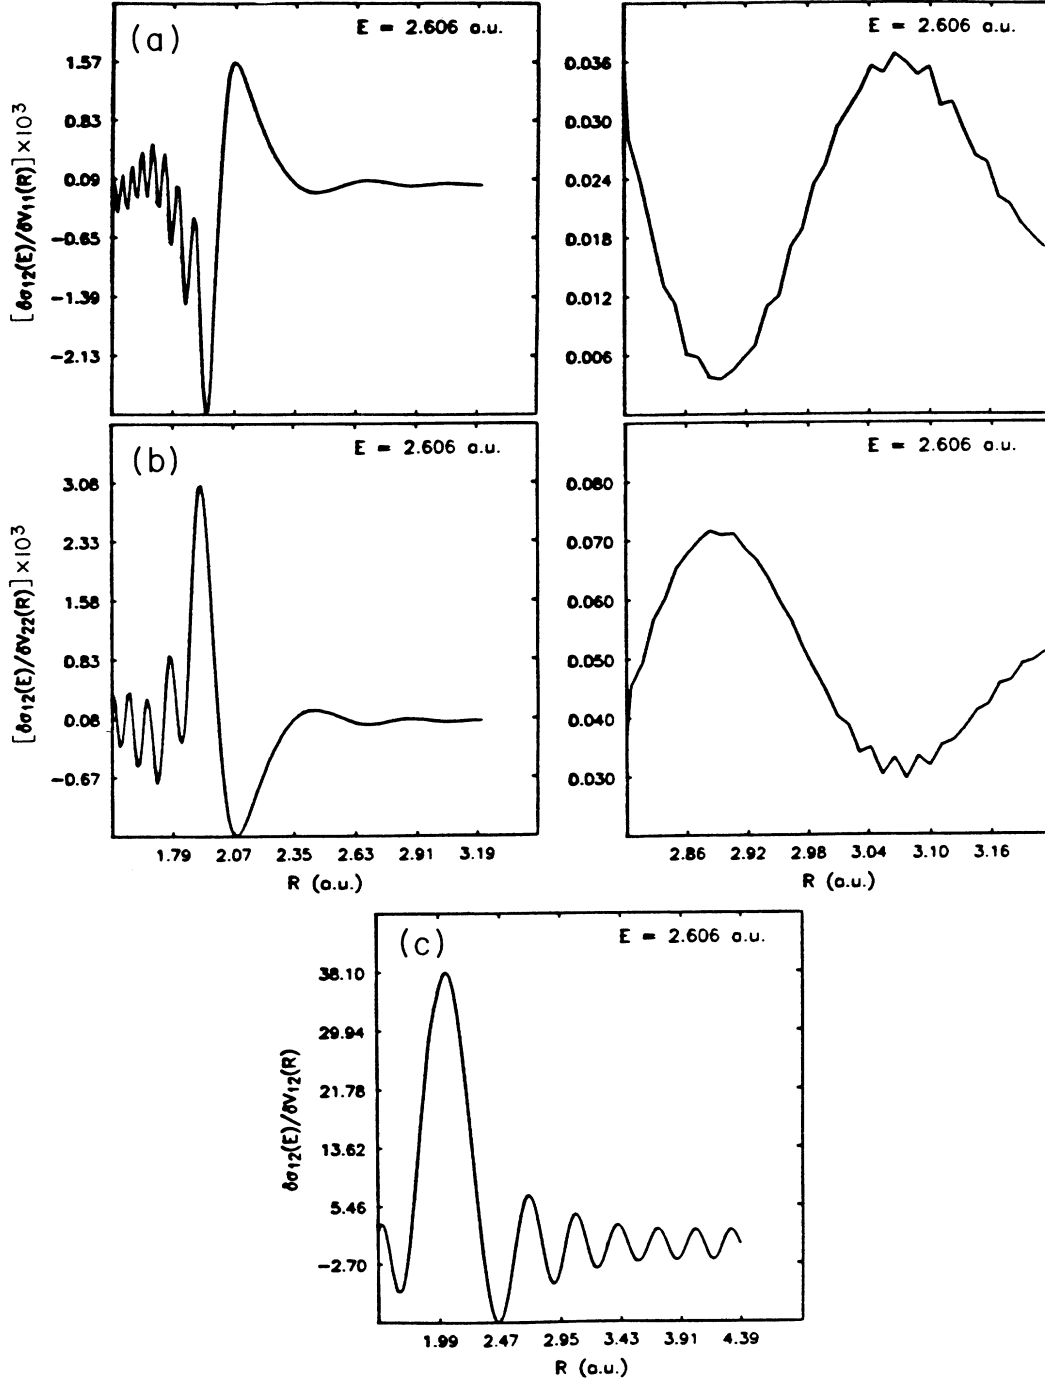 (a)
E = 2.606 a.u.
[δσ12(E)/δV11(R)]×10³
1.57
0.83
0.09
−0.65
−1.39
−2.13
E = 2.606 a.u.
0.036
0.030
0.024
0.018
0.012
0.006
(b)
E = 2.606 a.u.
[δσ12(E)/δV22(R)]×10³
3.08
2.33
1.58
0.83
0.08
−0.67
1.79 2.07 2.35 2.63 2.91 3.19
R (a.u.)
E = 2.606 a.u.
0.080
0.070
0.060
0.050
0.040
0.030
2.86 2.92 2.98 3.04 3.10 3.16
R (a.u.)
(c)
E = 2.606 a.u.
δσ12(E)/δV12(R)
38.10
29.94
21.78
13.62
5.46
−2.70
1.99 2.47 2.95 3.43 3.91 4.39
R (a.u.)